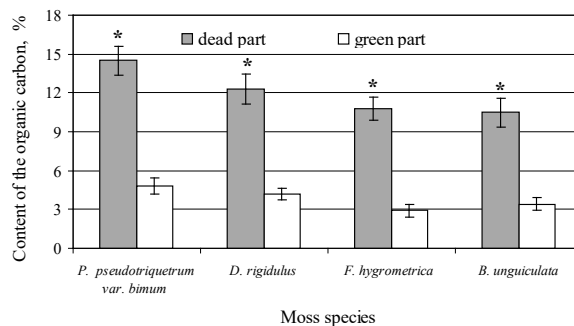 18
15
12
9
6
3
0
Content of the organic carbon, %
dead part
green part
*
*
*
*
P. pseudotriquetrum
var. bimum
D. rigidulus
F. hygrometrica
B. unguiculata
Moss species